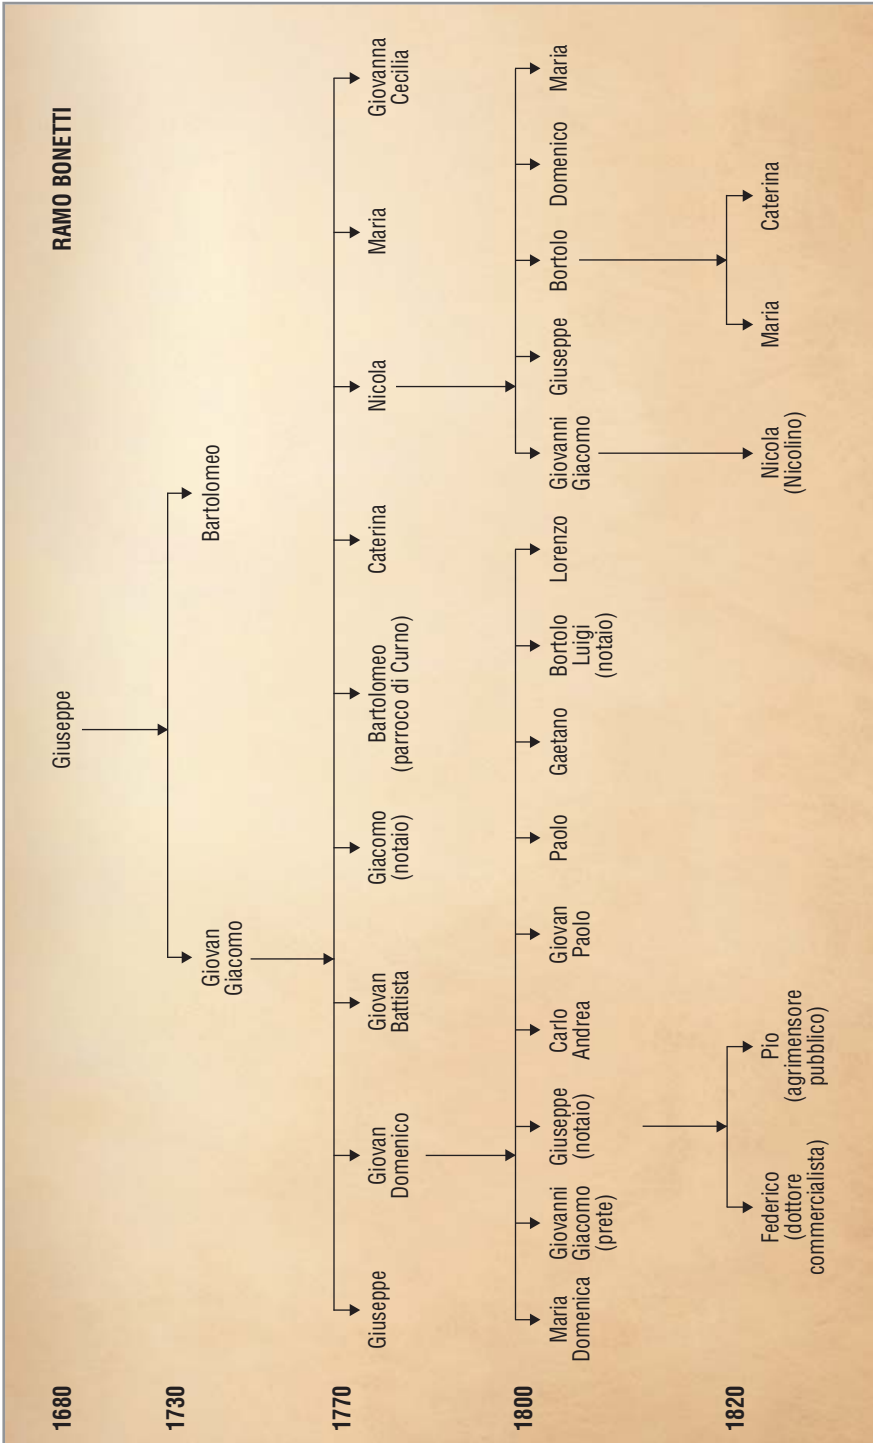 RAMO BONETTI
1680
Giuseppe
1730
Giovan
Giacomo
Bartolomeo
1770
Giuseppe
Giovan
Domenico
Giovan
Battista
Giacomo
(notaio)
Bartolomeo
(parroco di Curno)
Caterina
Nicola
Maria
Giovanna
Cecilia
1800
Maria
Domenica
Giovanni
Giacomo
(prete)
Giuseppe
(notaio)
Carlo
Andrea
Giovan
Paolo
Paolo
Gaetano
Bortolo
Luigi
(notaio)
Lorenzo
Giovanni
Giacomo
Giuseppe
Bortolo
Domenico
Maria
1820
Federico
(dottore
commercialista)
Pio
(agrimensore
pubblico)
Nicola
(Nicolino)
Maria
Caterina